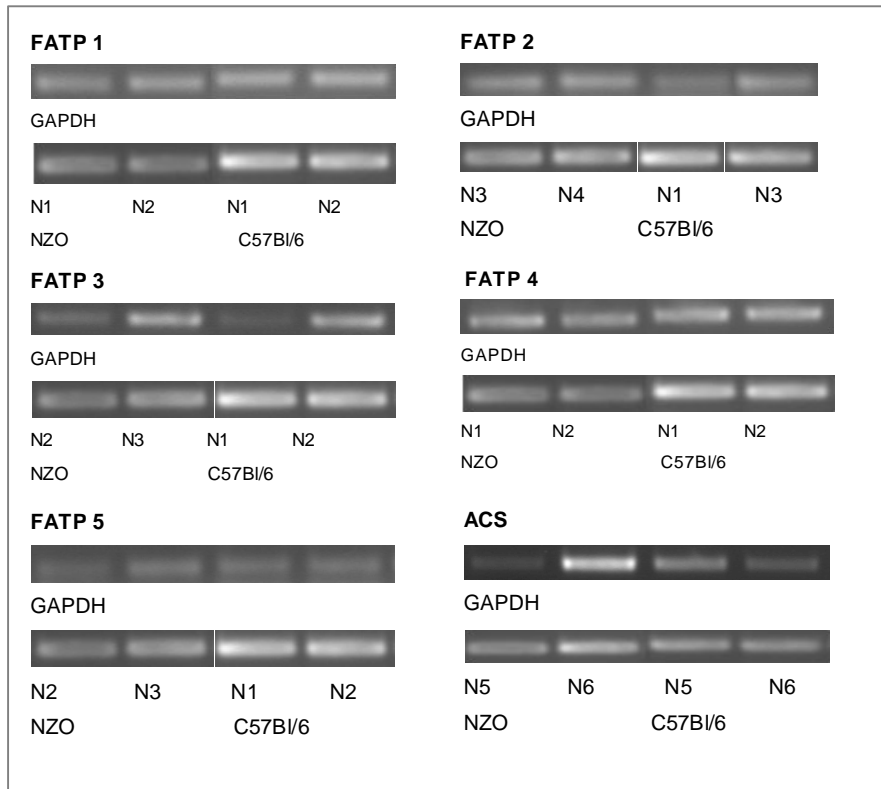 FATP 1
GAPDH
N1 N2 N1 N2
NZO C57Bl/6
FATP 2
GAPDH
N3 N4 N1 N3
NZO C57Bl/6
FATP 3
GAPDH
N2 N3 N1 N2
NZO C57Bl/6
FATP 4
GAPDH
N1 N2 N1 N2
NZO C57Bl/6
FATP 5
GAPDH
N2 N3 N1 N2
NZO C57Bl/6
ACS
GAPDH
N5 N6 N5 N6
NZO C57Bl/6